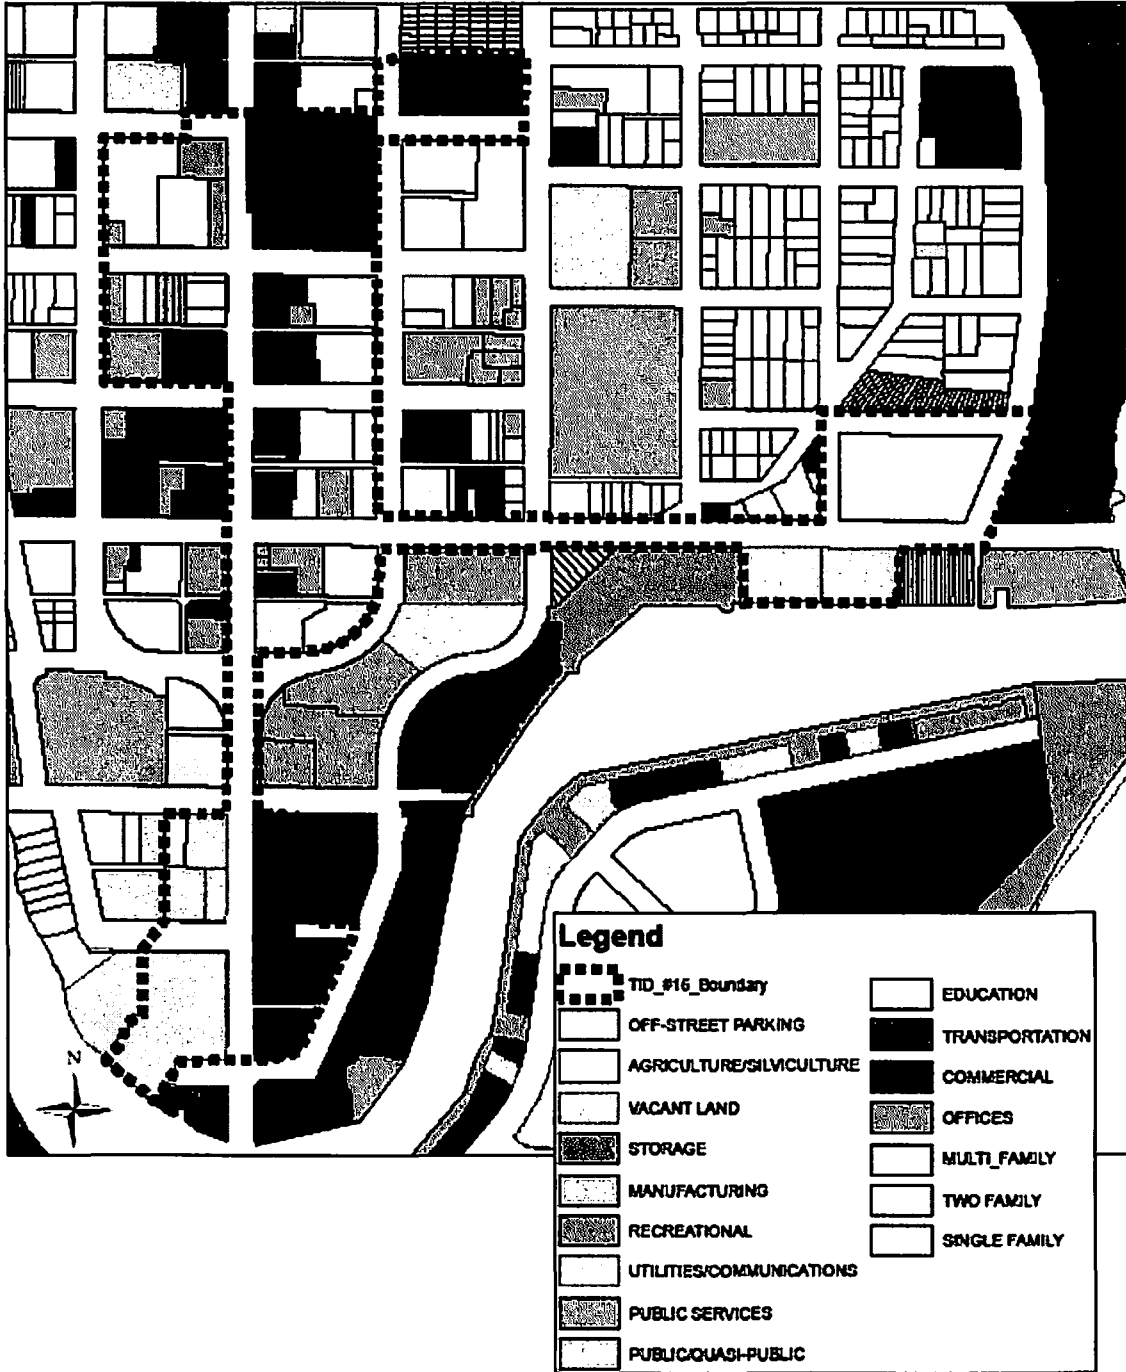 N
Legend
TID_#16_Boundary
OFF-STREET PARKING
AGRICULTURE/SILVICULTURE
VACANT LAND
STORAGE
MANUFACTURING
RECREATIONAL
UTILITIES/COMMUNICATIONS
PUBLIC SERVICES
PUBLIC/QUASI-PUBLIC
EDUCATION
TRANSPORTATION
COMMERCIAL
OFFICES
MULTI_FAMILY
TWO FAMILY
SINGLE FAMILY